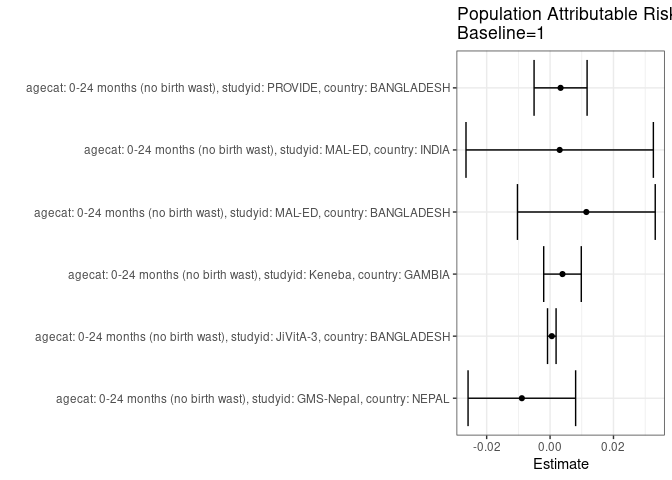 Population Attributable Risk
Baseline=1
agecat: 0-24 months (no birth wast), studyid: PROVIDE, country: BANGLADESH
agecat: 0-24 months (no birth wast), studyid: MAL-ED, country: INDIA
agecat: 0-24 months (no birth wast), studyid: MAL-ED, country: BANGLADESH
agecat: 0-24 months (no birth wast), studyid: Keneba, country: GAMBIA
agecat: 0-24 months (no birth wast), studyid: JiVitA-3, country: BANGLADESH
agecat: 0-24 months (no birth wast), studyid: GMS-Nepal, country: NEPAL
-0.02 0.00 0.02
Estimate